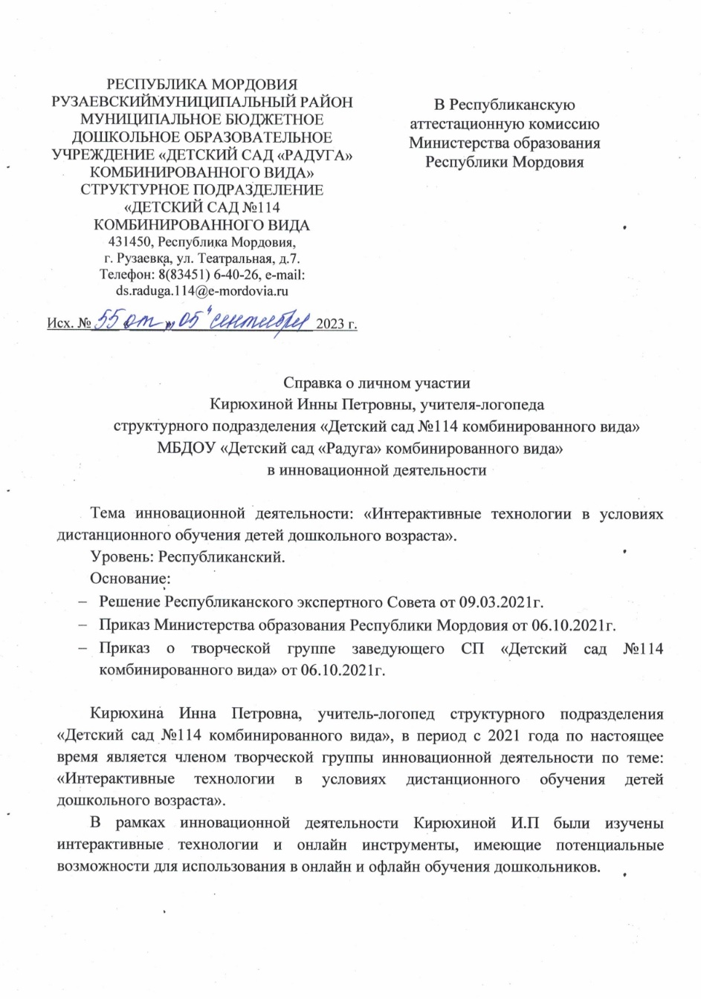 РЕСПУБЛИКА МОРДОВИЯ
РУЗАЕВСКИЙМУНИЦИПАЛЬНЫЙ РАЙОН
МУНИЦИПАЛЬНОЕ БЮДЖЕТНОЕ
ДОШКОЛЬНОЕ ОБРАЗОВАТЕЛЬНОЕ
УЧРЕЖДЕНИЕ «ДЕТСКИЙ САД «РАДУГА»
КОМБИНИРОВАННОГО ВИДА»
СТРУКТУРНОЕ ПОДРАЗДЕЛЕНИЕ
«ДЕТСКИЙ САД №114
КОМБИНИРОВАННОГО ВИДА
431450, Республика Мордовия,
г. Рузаевка, ул. Театральная, д.7.
Телефон: 8(83451) 6-40-26, e-mail:
ds.raduga.114@e-mordovia.ru
Исх. № 55 от „05" сентября 2023 г.
В Республиканскую
аттестационную комиссию
Министерства образования
Республики Мордовия
Справка о личном участии
Кирюхиной Инны Петровны, учителя-логопеда
структурного подразделения «Детский сад №114 комбинированного вида»
МБДОУ «Детский сад «Радуга» комбинированного вида»
в инновационной деятельности
Тема инновационной деятельности: «Интерактивные технологии в условиях
дистанционного обучения детей дошкольного возраста».
Уровень: Республиканский.
Основание:
– Решение Республиканского экспертного Совета от 09.03.2021г.
– Приказ Министерства образования Республики Мордовия от 06.10.2021г.
– Приказ о творческой группе заведующего СП «Детский сад №114
комбинированного вида» от 06.10.2021г.
Кирюхина Инна Петровна, учитель-логопед структурного подразделения
«Детский сад №114 комбинированного вида», в период с 2021 года по настоящее
время является членом творческой группы инновационной деятельности по теме:
«Интерактивные технологии в условиях дистанционного обучения детей
дошкольного возраста».
В рамках инновационной деятельности Кирюхиной И.П были изучены
интерактивные технологии и онлайн инструменты, имеющие потенциальные
возможности для использования в онлайн и офлайн обучения дошкольников.